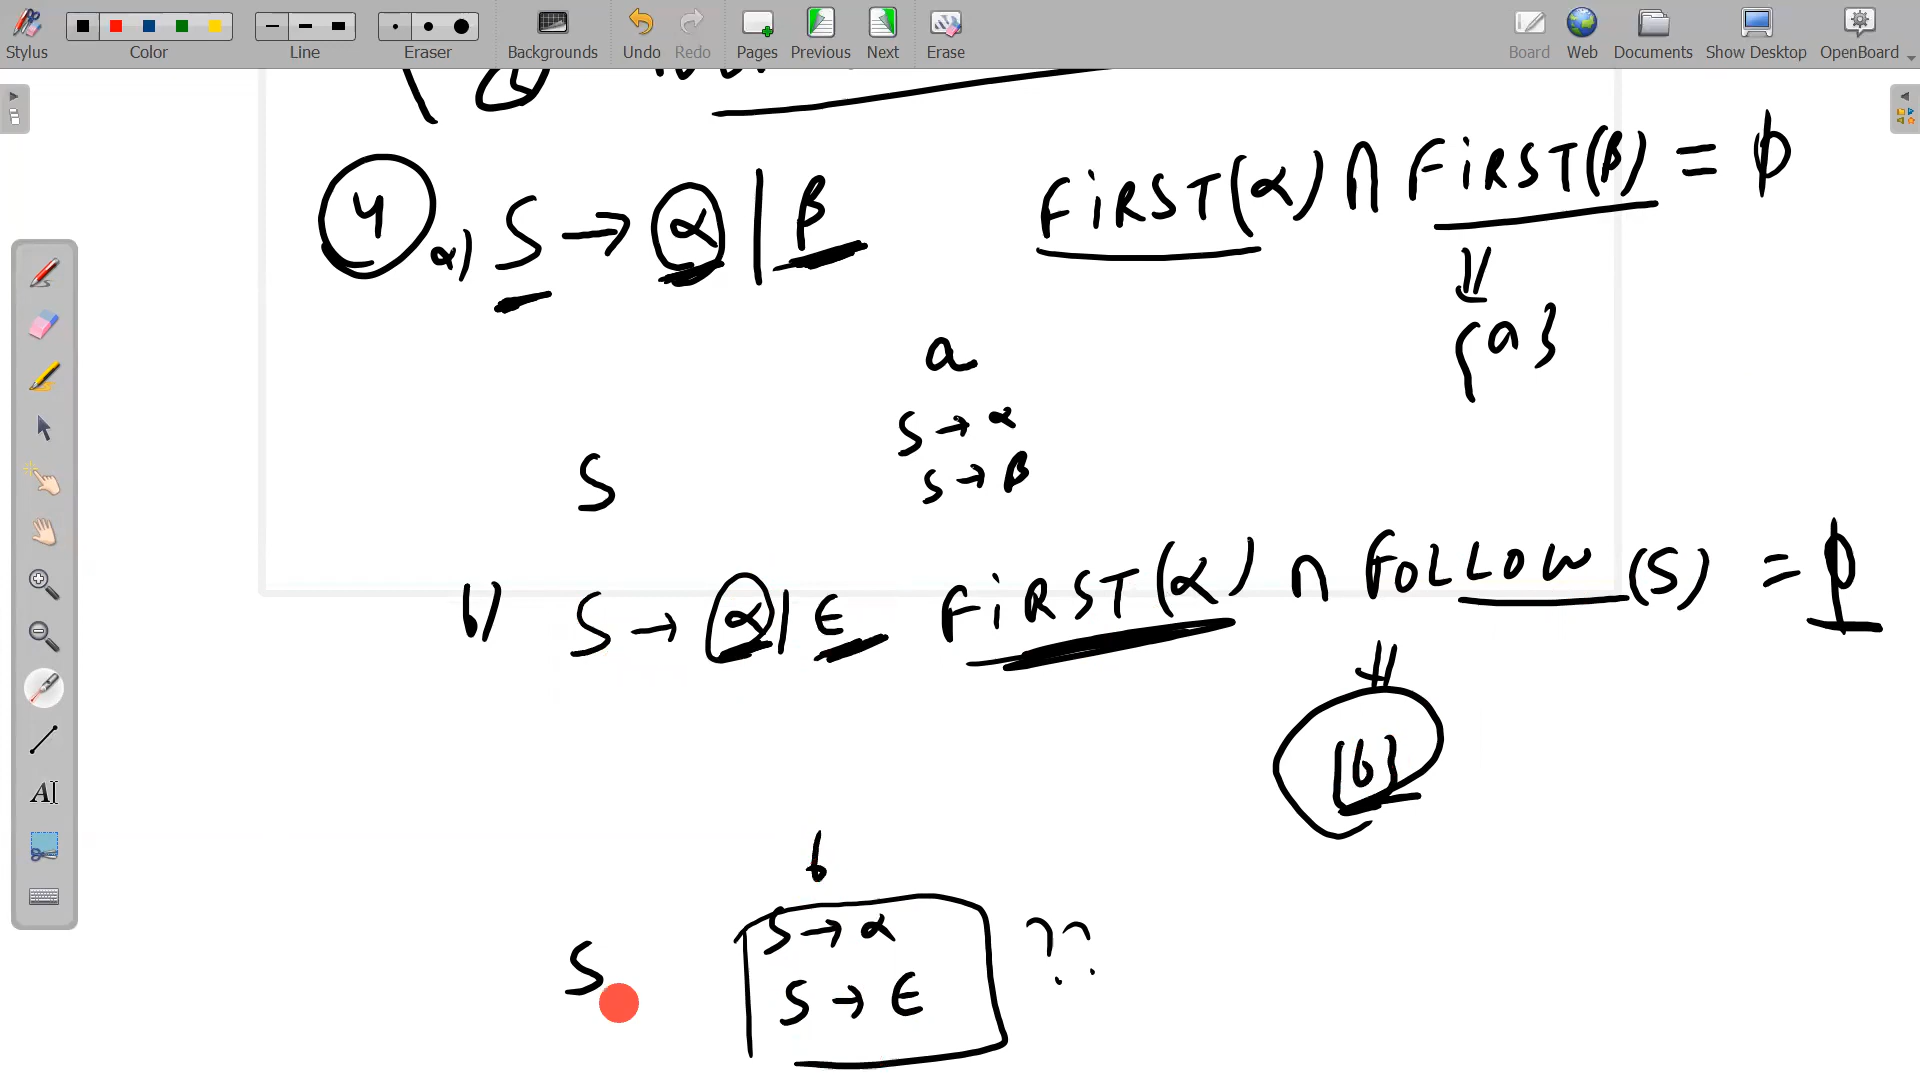 Stylus Color Line Eraser Backgrounds Undo Redo Pages Previous Next Erase Board Web Documents Show Desktop OpenBoard
4 a) S → α | β FiRST(α) ∩ FiRST(β) = ϕ
{a}
a
S → α
S S → β
b) S → α | ϵ FiRST(α) ∩ FOLLOW (S) = ϕ
{b}
b
S → α ??
S S → ϵ
AI